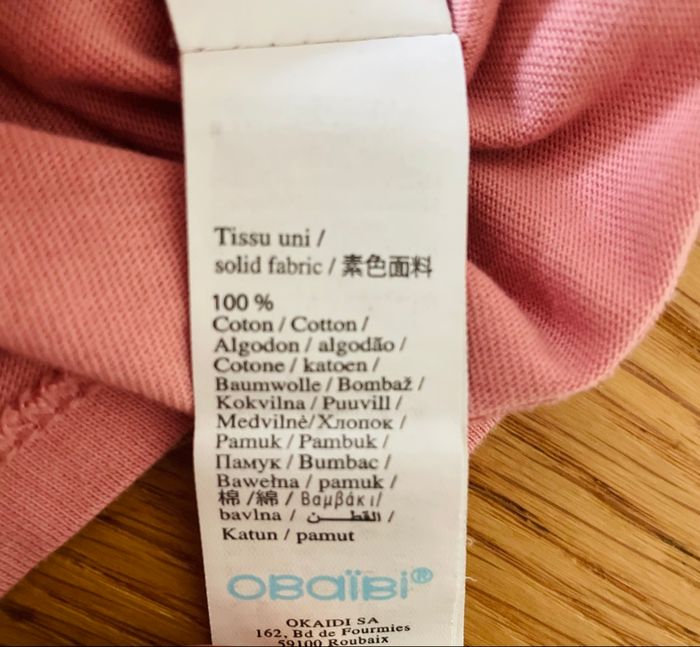 Tissu uni /
solid fabric / 素色面料
100 %
Coton / Cotton /
Algodon / algodão /
Cotone / katoen /
Baumwolle / Bombaž /
Kokvilna / Puuvill /
Medvilnė/Хлопок /
Pamuk / Pambuk /
Памук / Bumbac /
Bawełna / pamuk /
棉 /綿 / Βαμβάκι/
bavlna / القطــــن /
Katun / pamut
OBaïBi®
OKAIDI SA
162, Bd de Fourmies
59100 Roubaix